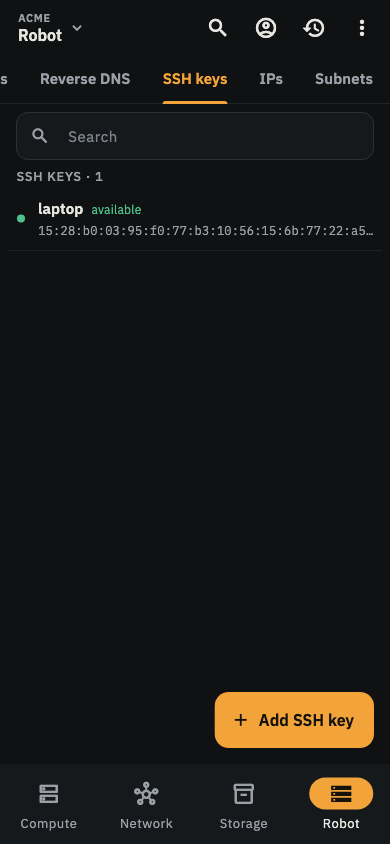 ACME
Robot
s
Reverse DNS
SSH keys
IPs
Subnets
Search
SSH KEYS · 1
laptop available
15:28:b0:03:95:f0:77:b3:10:56:15:6b:77:22:a5…
+ Add SSH key
Compute
Network
Storage
Robot